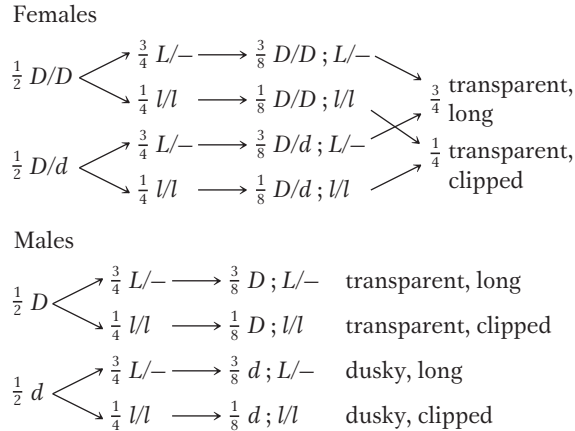 Females
3/4 L/– 3/8 D/D ; L/–
1/2 D/D 3/4 transparent, long
1/4 l/l 1/8 D/D ; l/l
3/4 L/– 3/8 D/d ; L/– 1/4 transparent, clipped
1/2 D/d
1/4 l/l 1/8 D/d ; l/l
Males
3/4 L/– 3/8 D ; L/– transparent, long
1/2 D
1/4 l/l 1/8 D ; l/l transparent, clipped
3/4 L/– 3/8 d ; L/– dusky, long
1/2 d
1/4 l/l 1/8 d ; l/l dusky, clipped